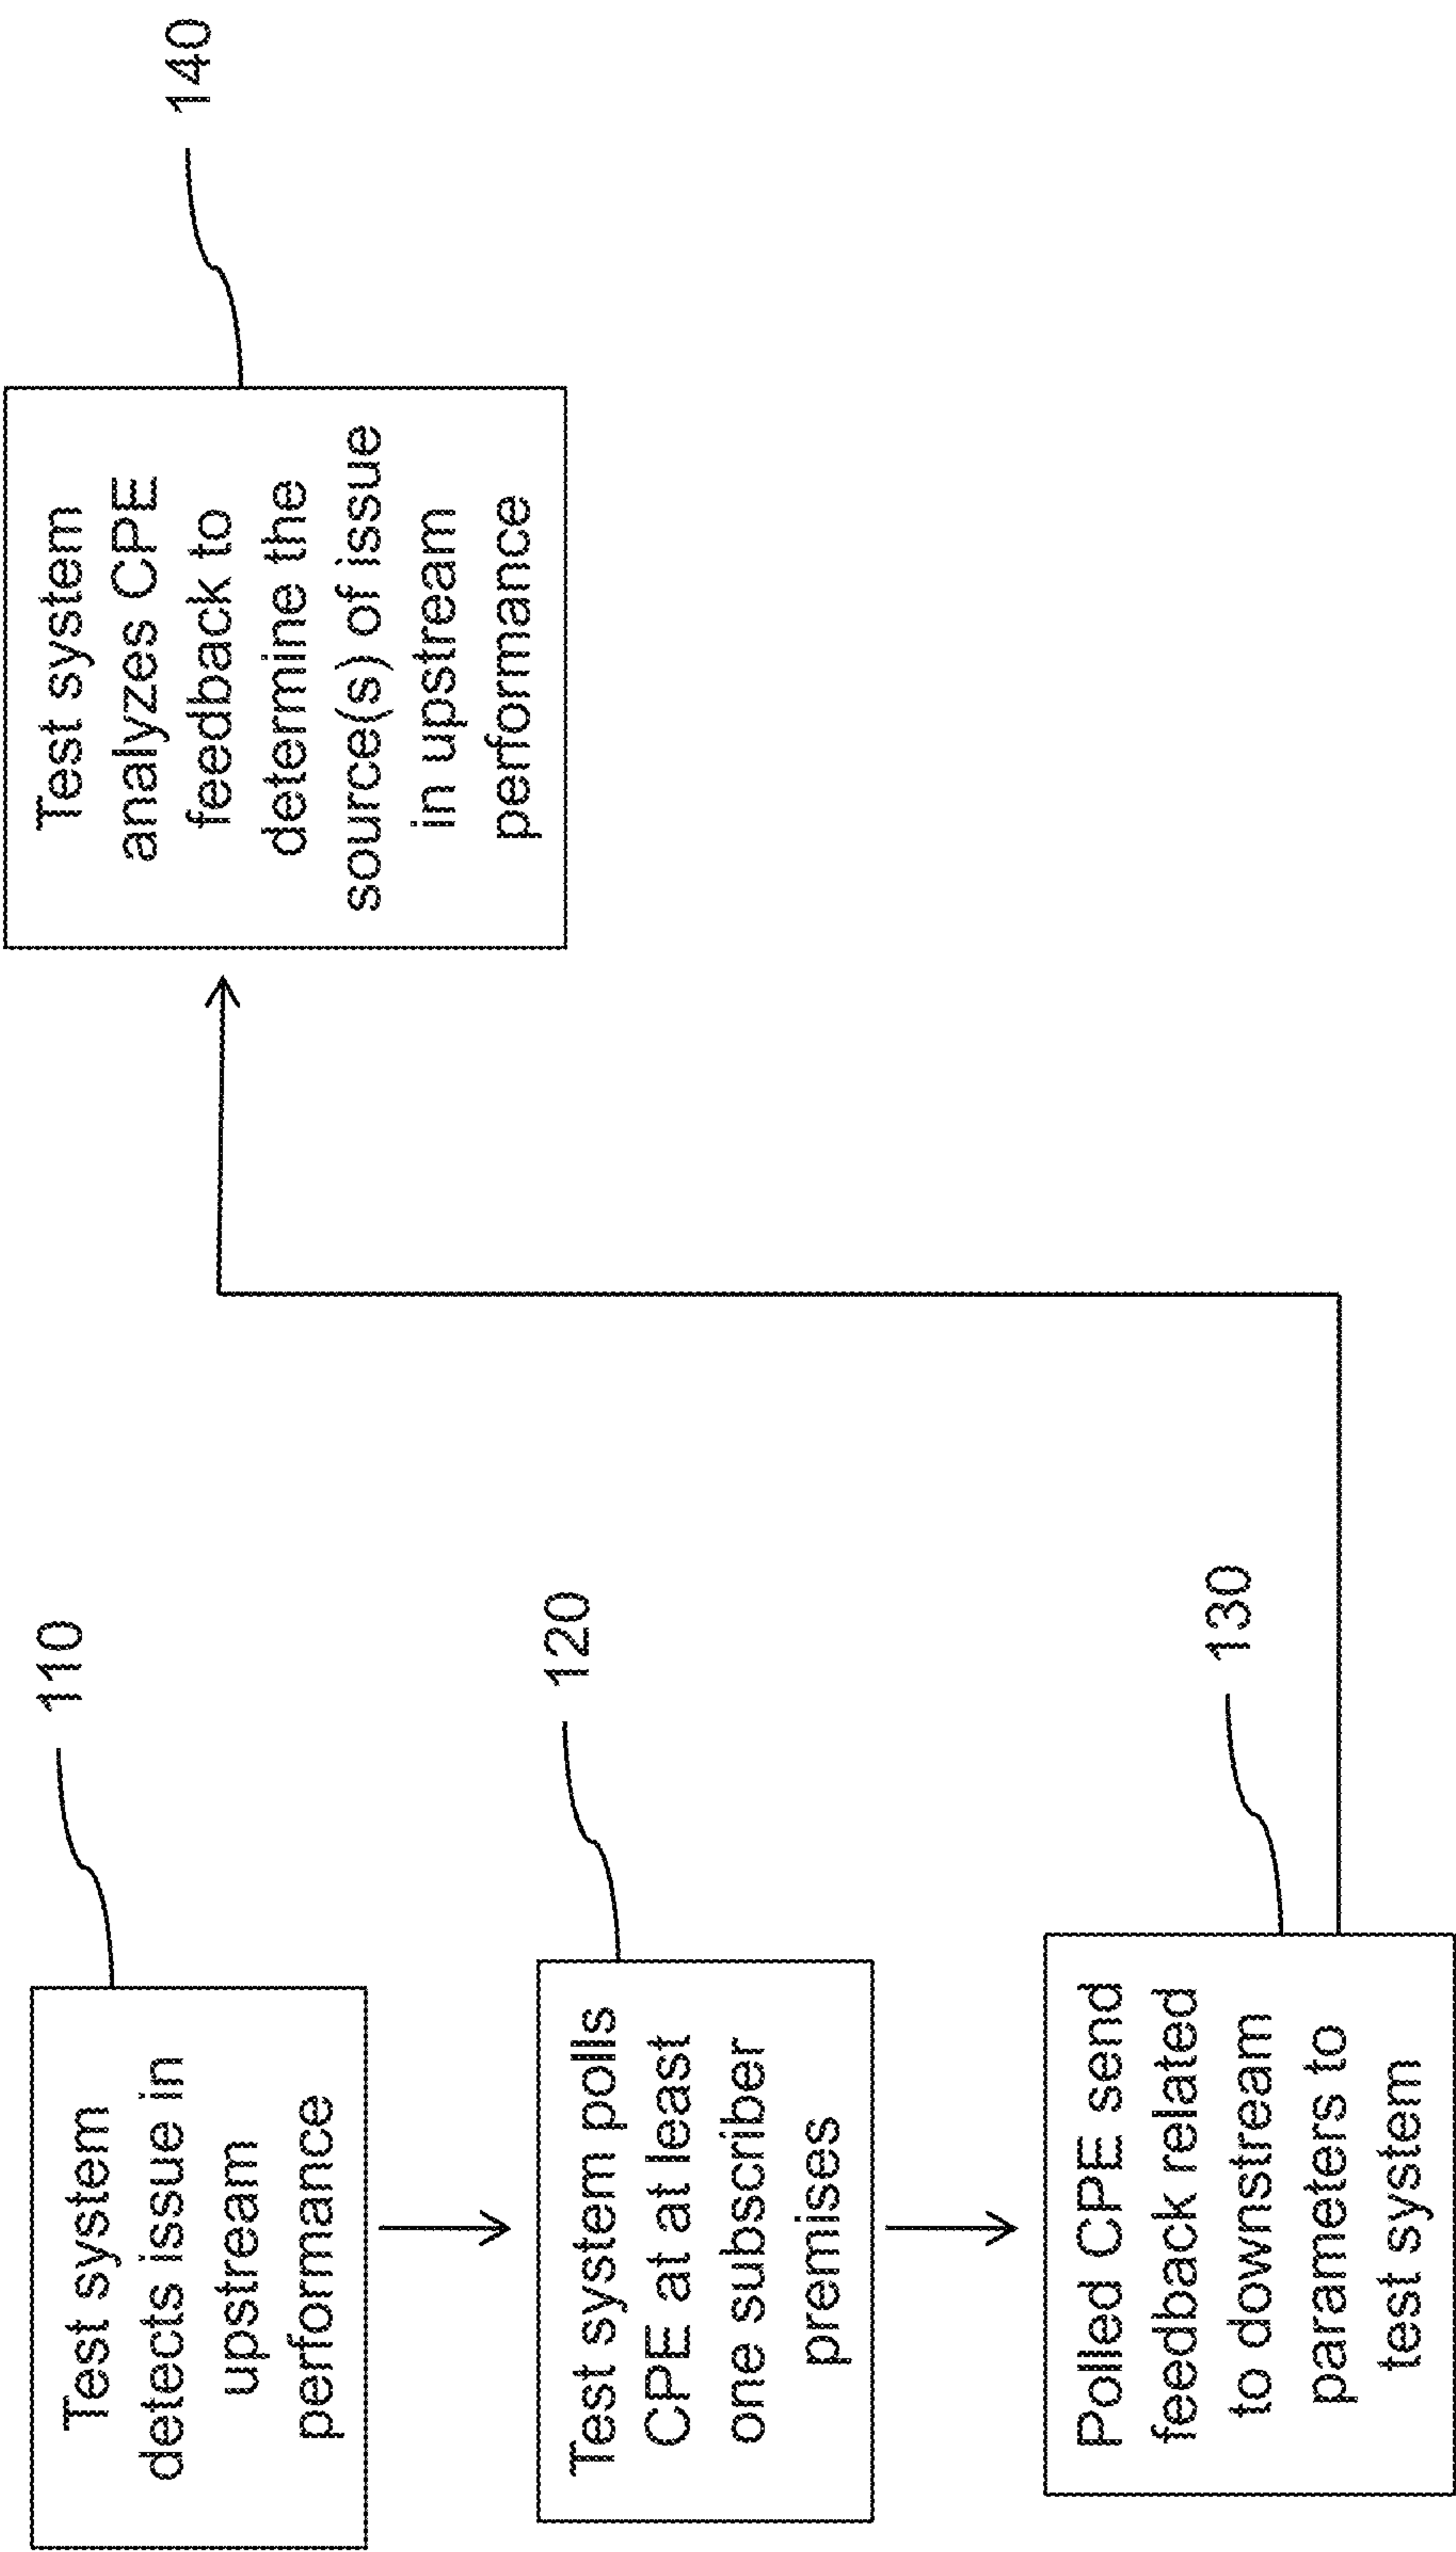 Test system
detects issue in
upstream
performance
110
Test system polls
CPE at at least
one subscriber
premises
120
Polled CPE send
feedback related
to downstream
parameters to
test system
130
Test system
analyzes CPE
feedback to
determine the
source(s) of issue
in upstream
performance
140